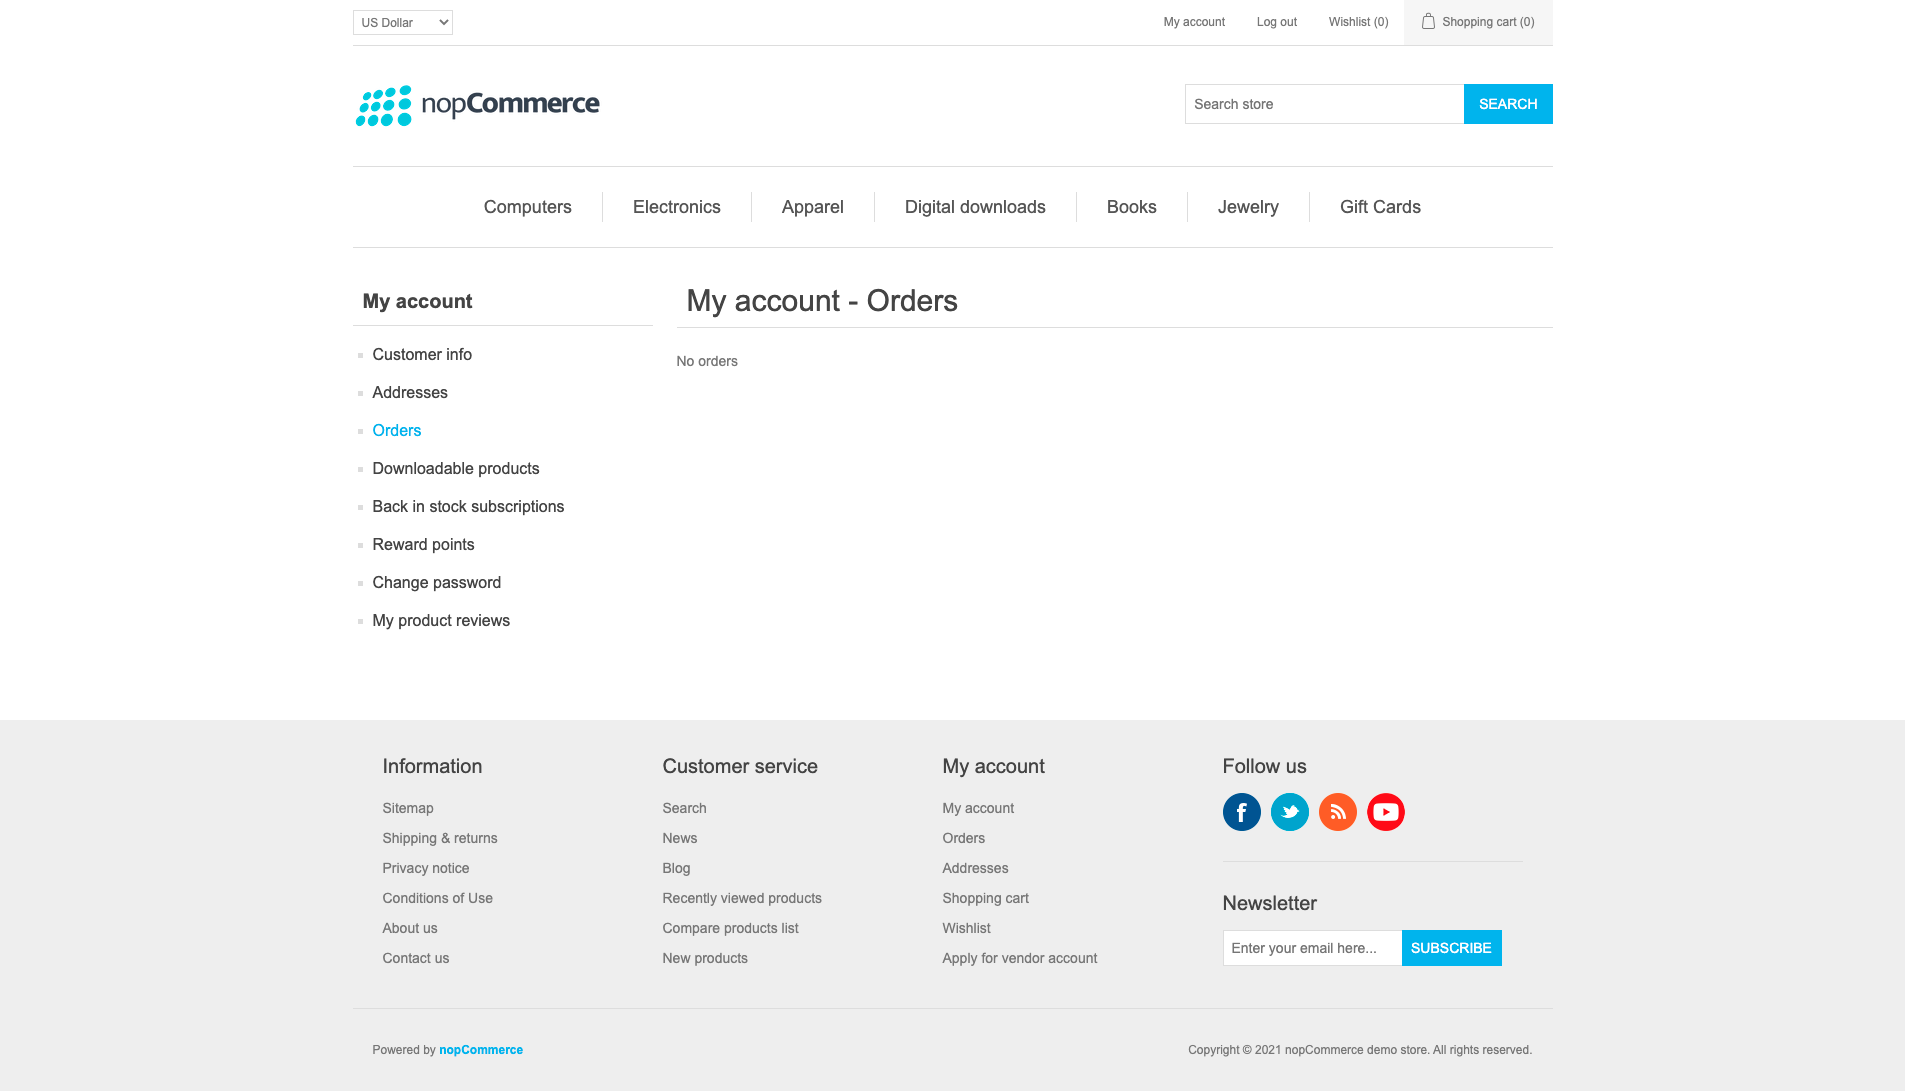 US Dollar
My account
Log out
Wishlist (0)
Shopping cart (0)
nopCommerce
Search store
SEARCH
Computers
Electronics
Apparel
Digital downloads
Books
Jewelry
Gift Cards
My account
Customer info
Addresses
Orders
Downloadable products
Back in stock subscriptions
Reward points
Change password
My product reviews
My account - Orders
No orders
Information
Sitemap
Shipping & returns
Privacy notice
Conditions of Use
About us
Contact us
Customer service
Search
News
Blog
Recently viewed products
Compare products list
New products
My account
My account
Orders
Addresses
Shopping cart
Wishlist
Apply for vendor account
Follow us
Newsletter
Enter your email here...
SUBSCRIBE
Powered by nopCommerce
Copyright © 2021 nopCommerce demo store. All rights reserved.